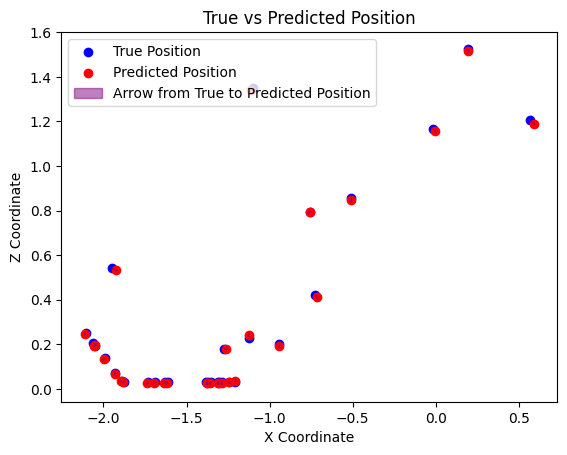 True vs Predicted Position
True Position
Predicted Position
Arrow from True to Predicted Position
Z Coordinate
1.6
1.4
1.2
1.0
0.8
0.6
0.4
0.2
0.0
−2.0 −1.5 −1.0 −0.5 0.0 0.5
X Coordinate